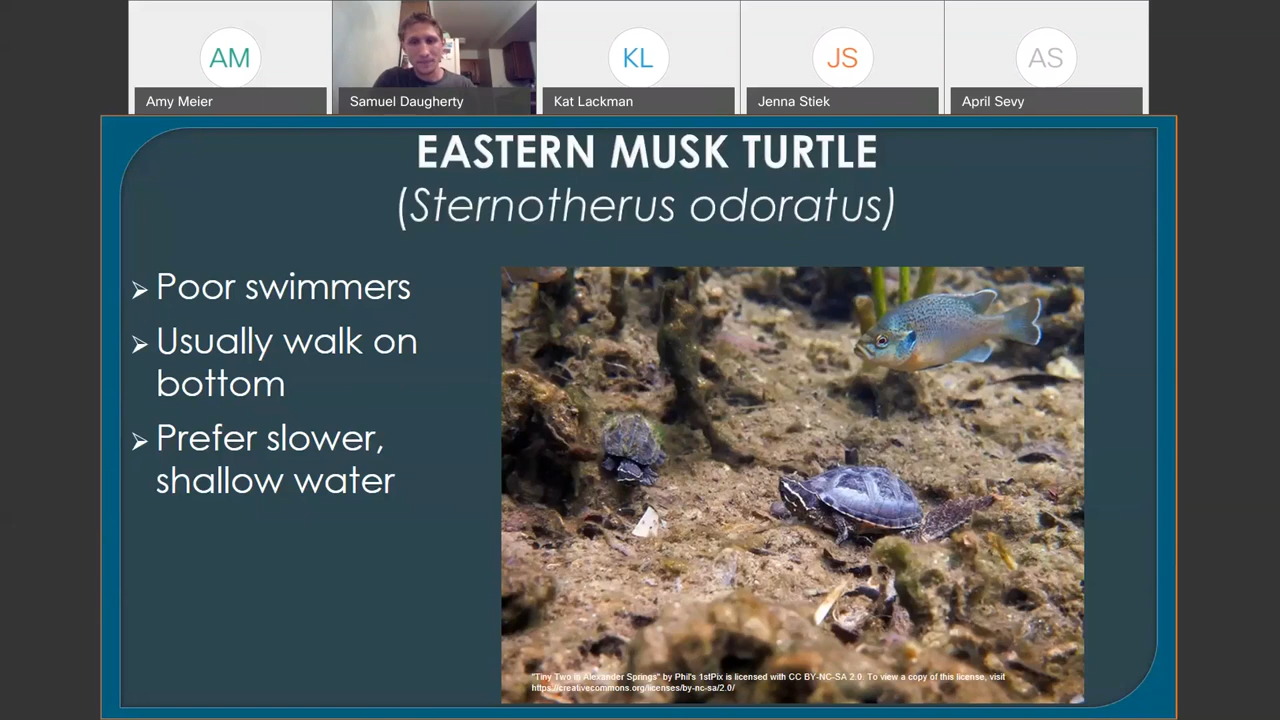 AM
KL
JS
AS
Amy Meier
Samuel Daugherty
Kat Lackman
Jenna Stiek
April Sevy
EASTERN MUSK TURTLE
(Sternotherus odoratus)
➢ Poor swimmers
➢ Usually walk on
bottom
➢ Prefer slower,
shallow water
"Tiny Two in Alexander Springs" by Phil's 1stPix is licensed with CC BY-NC-SA 2.0. To view a copy of this license, visit
https://creativecommons.org/licenses/by-nc-sa/2.0/